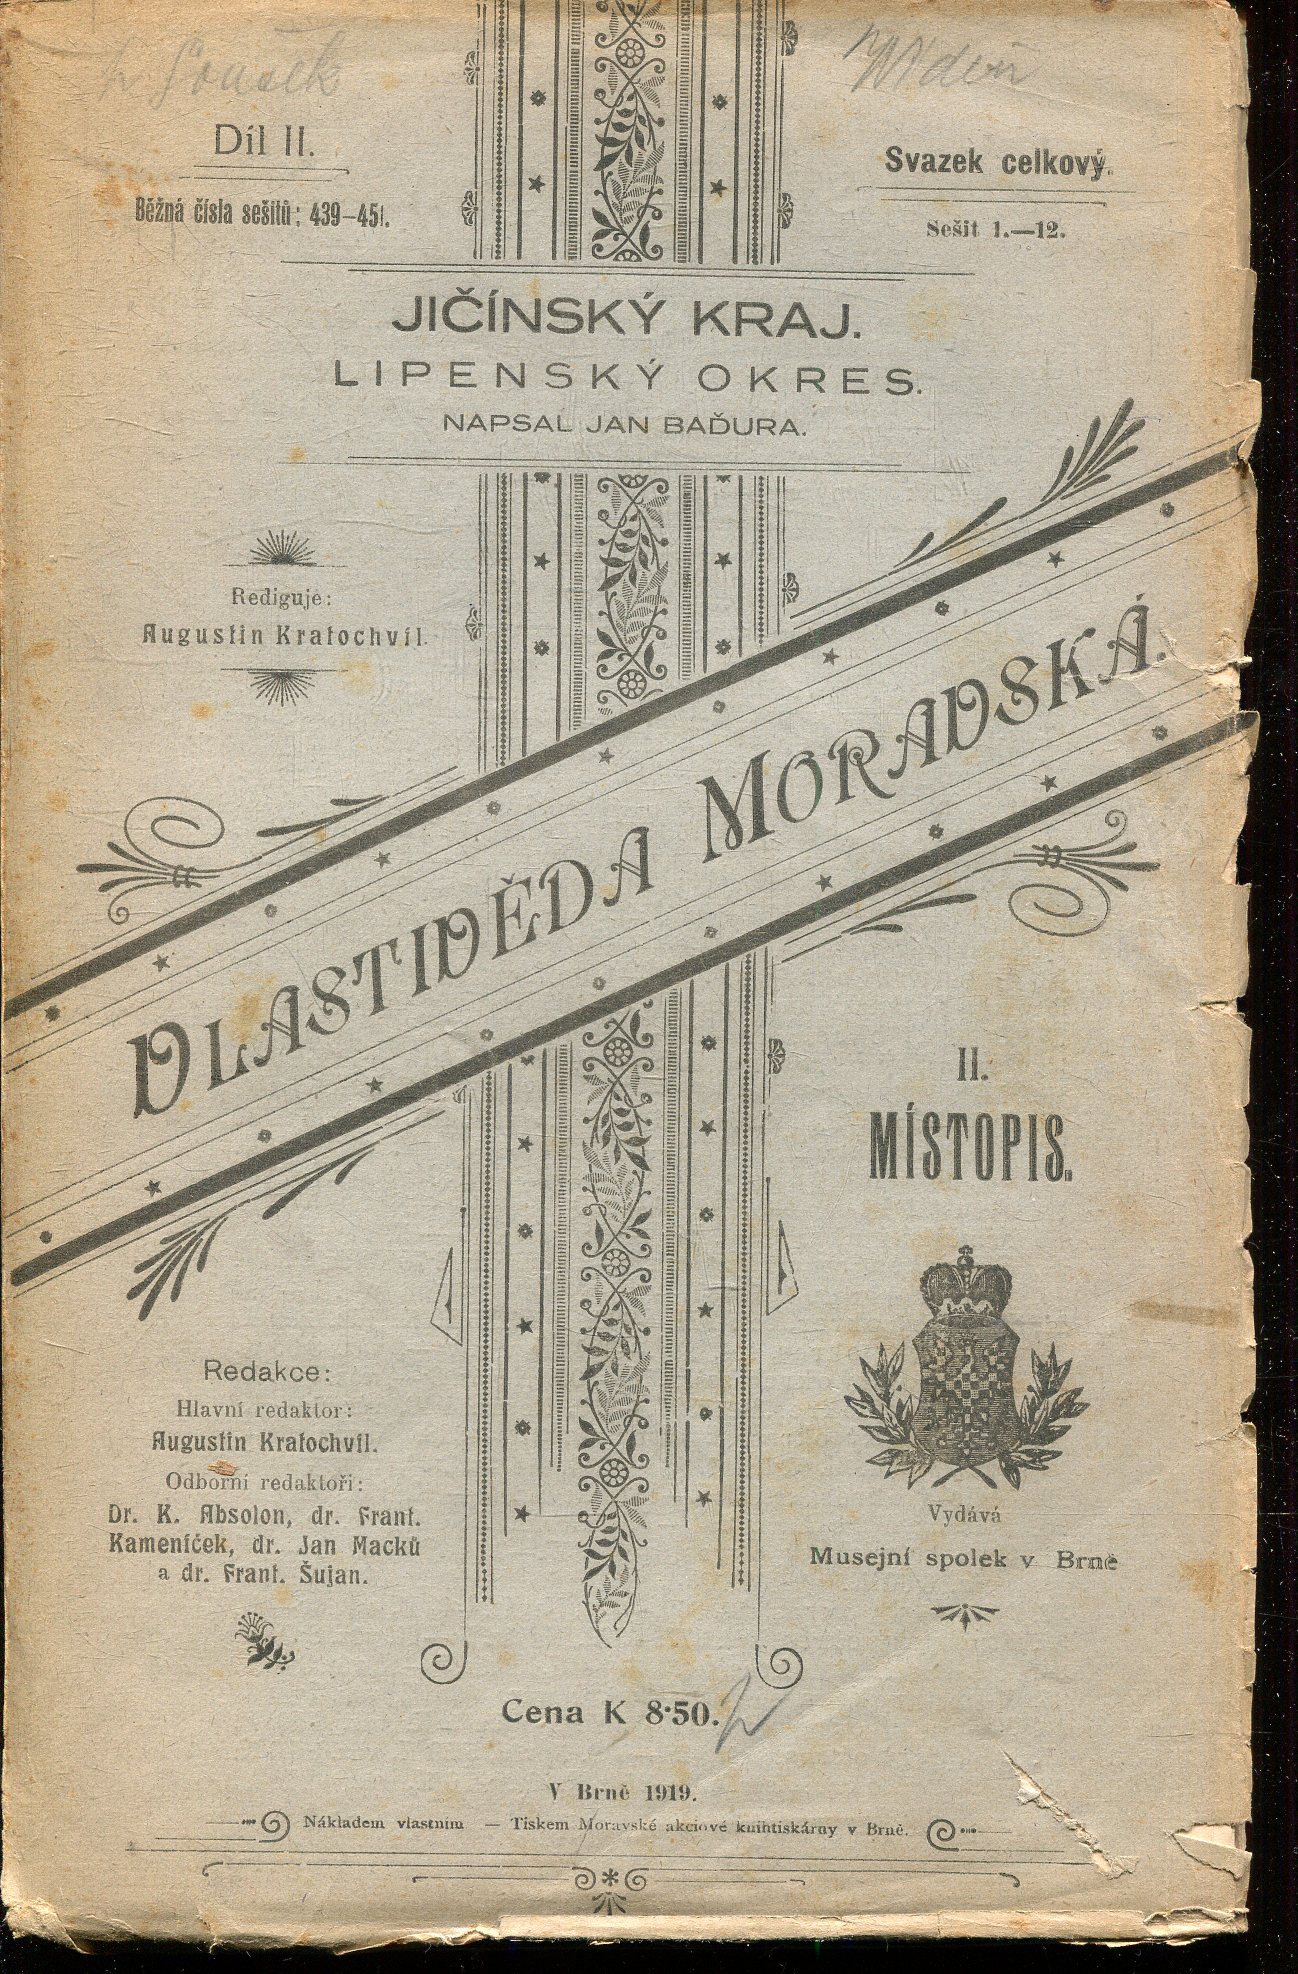 Díl II.
Běžná čísla sešitů: 439–451.
Svazek celkový.
Sešit 1.—12.
JIČÍNSKÝ KRAJ.
LIPENSKÝ OKRES.
NAPSAL JAN BAĎURA.
Rediguje:
Augustin Kratochvíl.
VLASTIVĚDA MORAVSKÁ.
II.
MÍSTOPIS.
Redakce:
Hlavní redaktor:
Augustin Kratochvíl.
Odborní redaktoři:
Dr. K. Absolon, dr. Frant.
Kameníček, dr. Jan Macků
a dr. Frant. Šujan.
Vydává
Musejní spolek v Brně
Cena K 8·50.
V Brně 1919.
Nákladem vlastním — Tiskem Moravské akciové knihtiskárny v Brně.